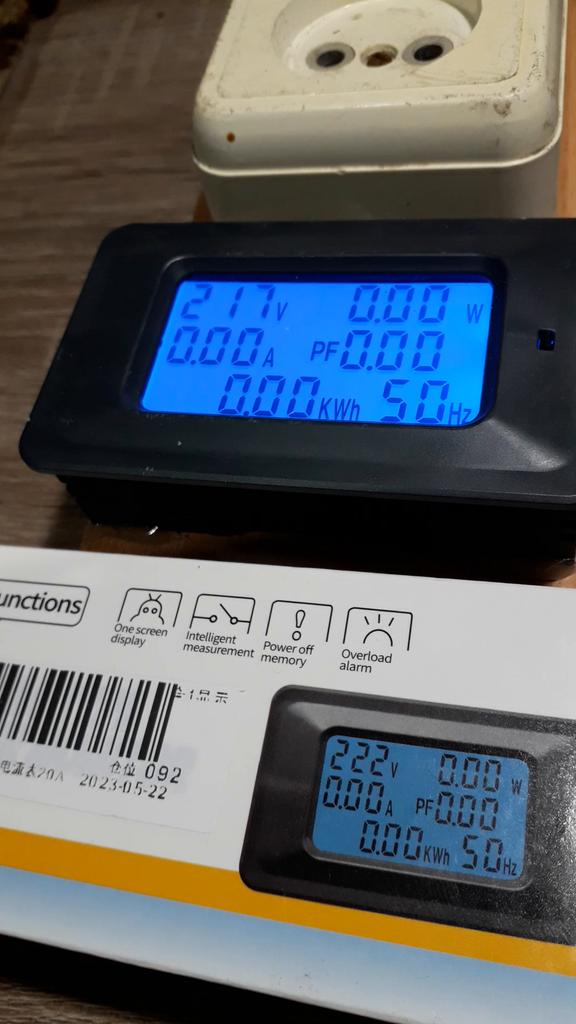 217V 0.00 W
0.00A PF0.00
0.00KWh 50Hz
unctions
One screen display
Intelligent measurement
Power off memory
Overload alarm
显示
电流表20A 仓位 092
2023-05-22
222V 0.00 W
0.00A PF0.00
0.00KWh 50Hz